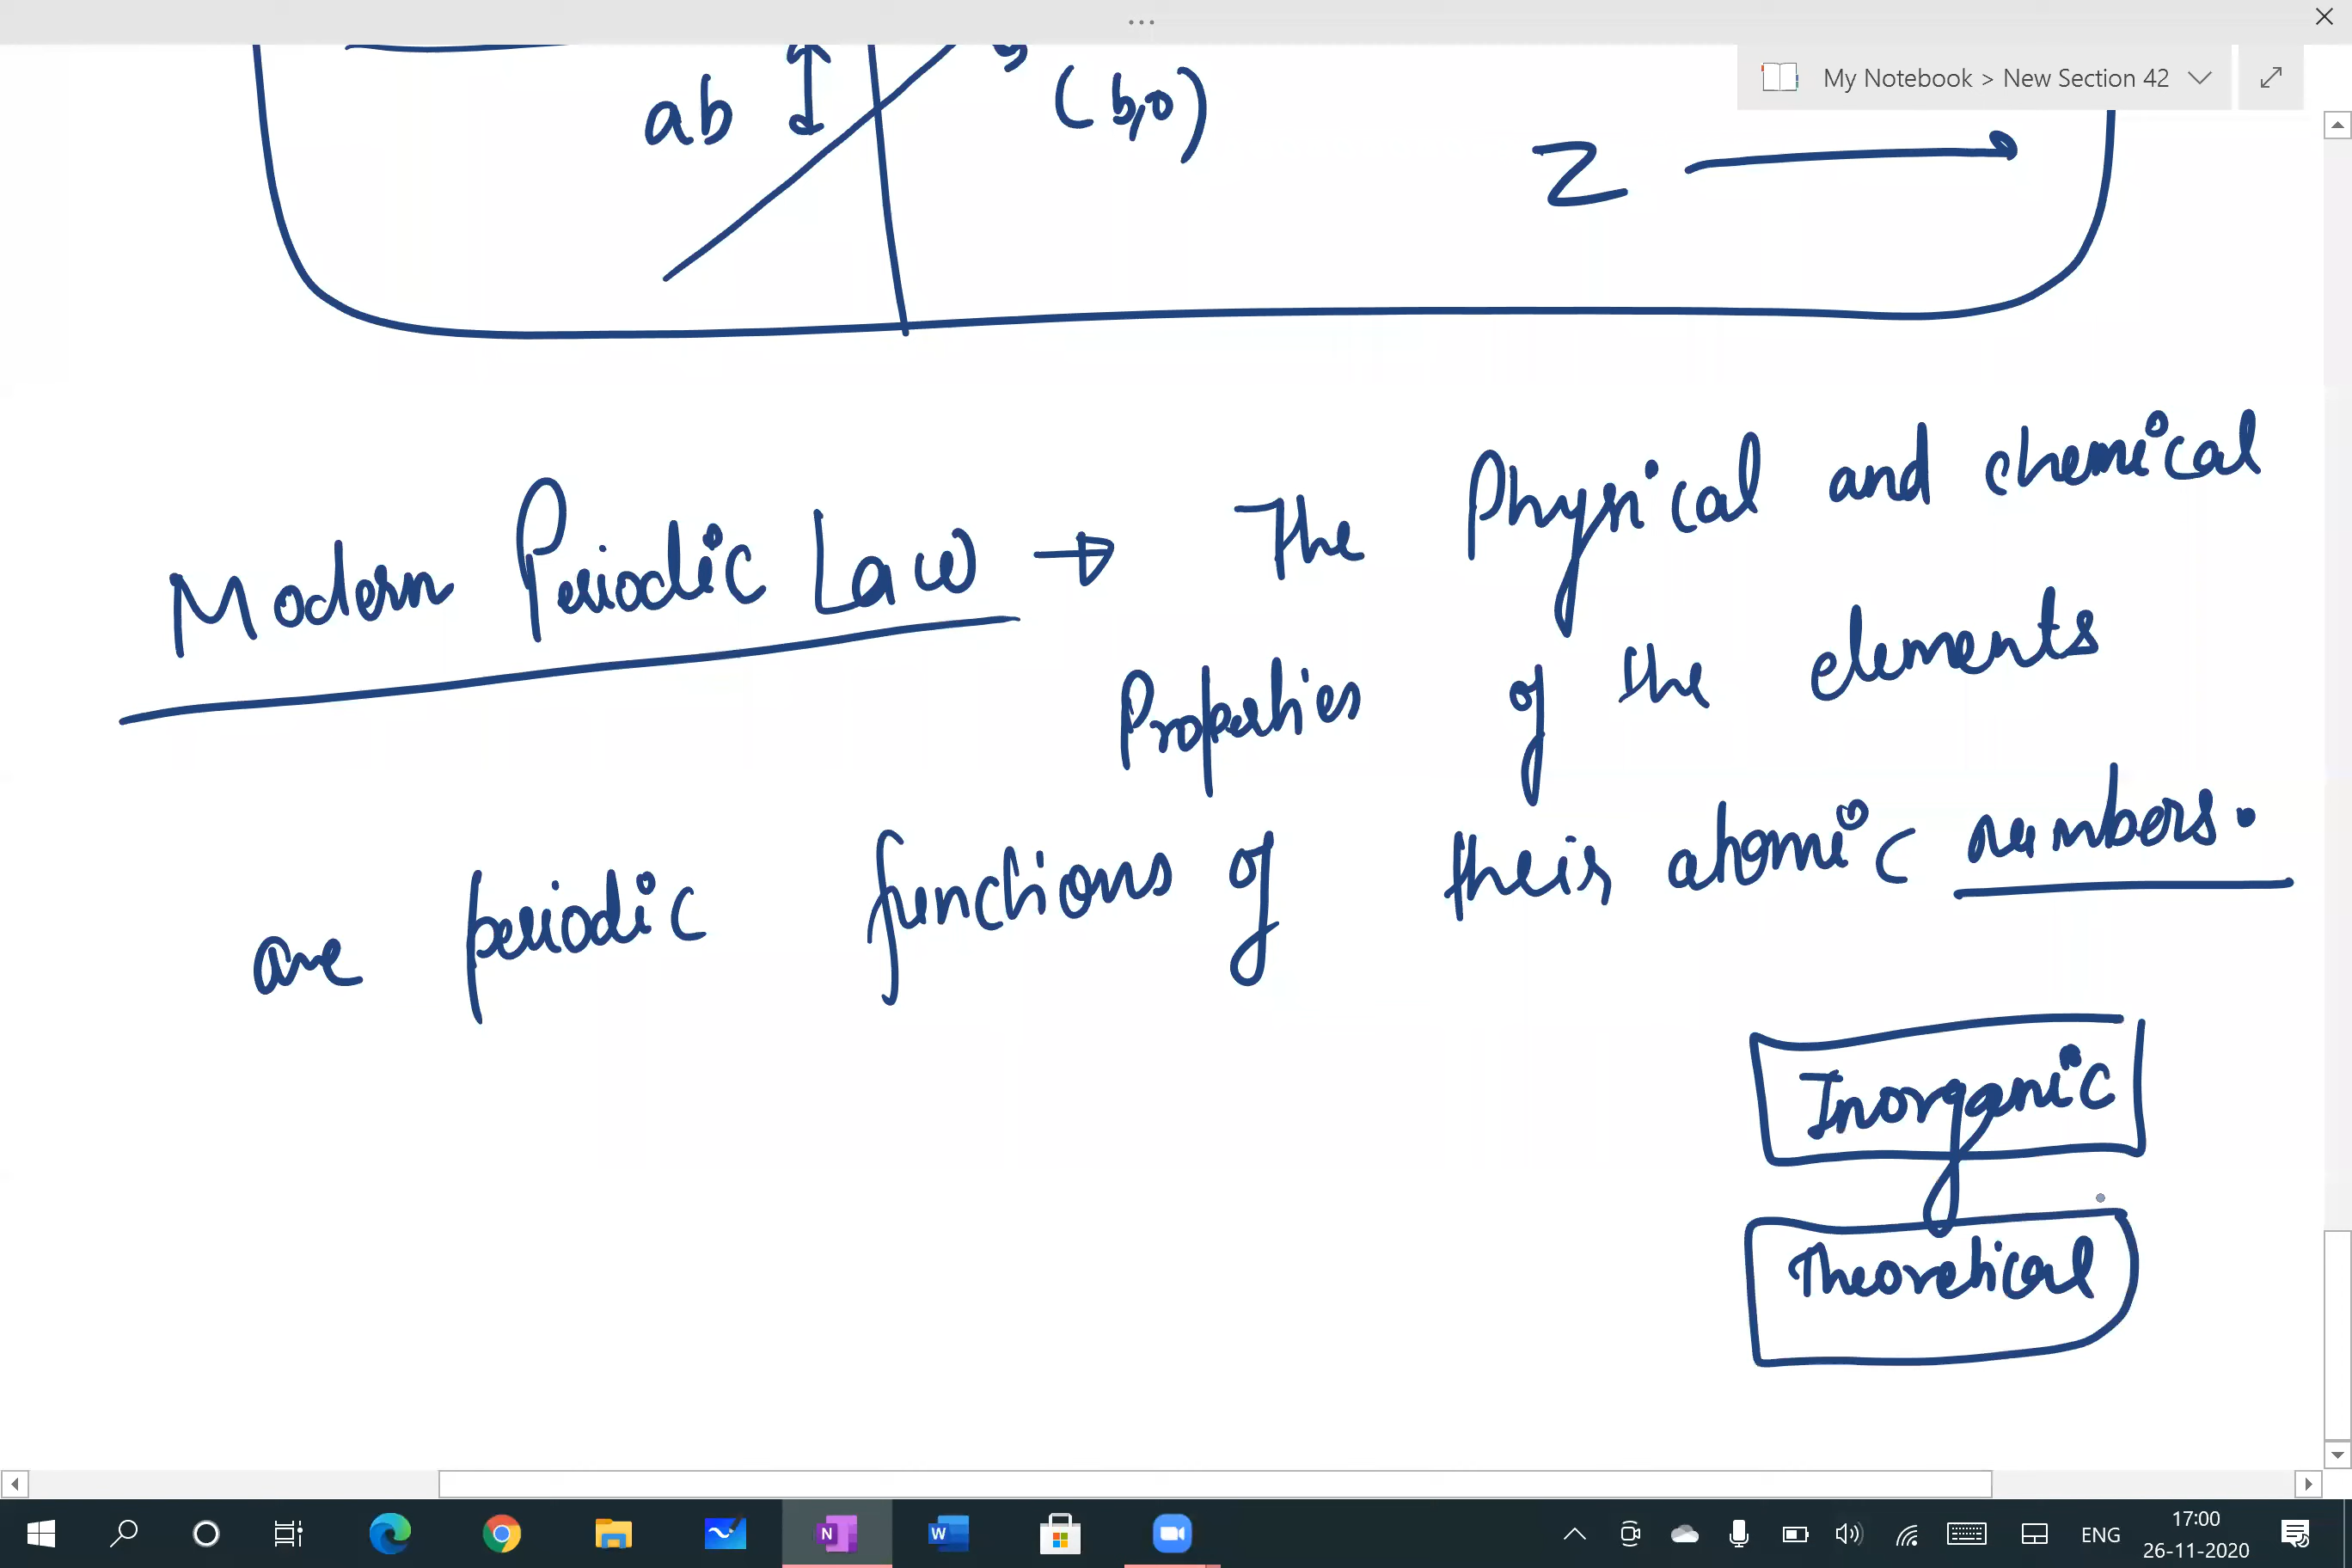 ...
My Notebook > New Section 42
ab
(b,0)
Z
Modern Periodic Law → The Physical and chemical
Properties of the elements
are periodic functions of their atomic numbers.
Inorganic
Theoretical
N
W
ENG
17:00
26-11-2020